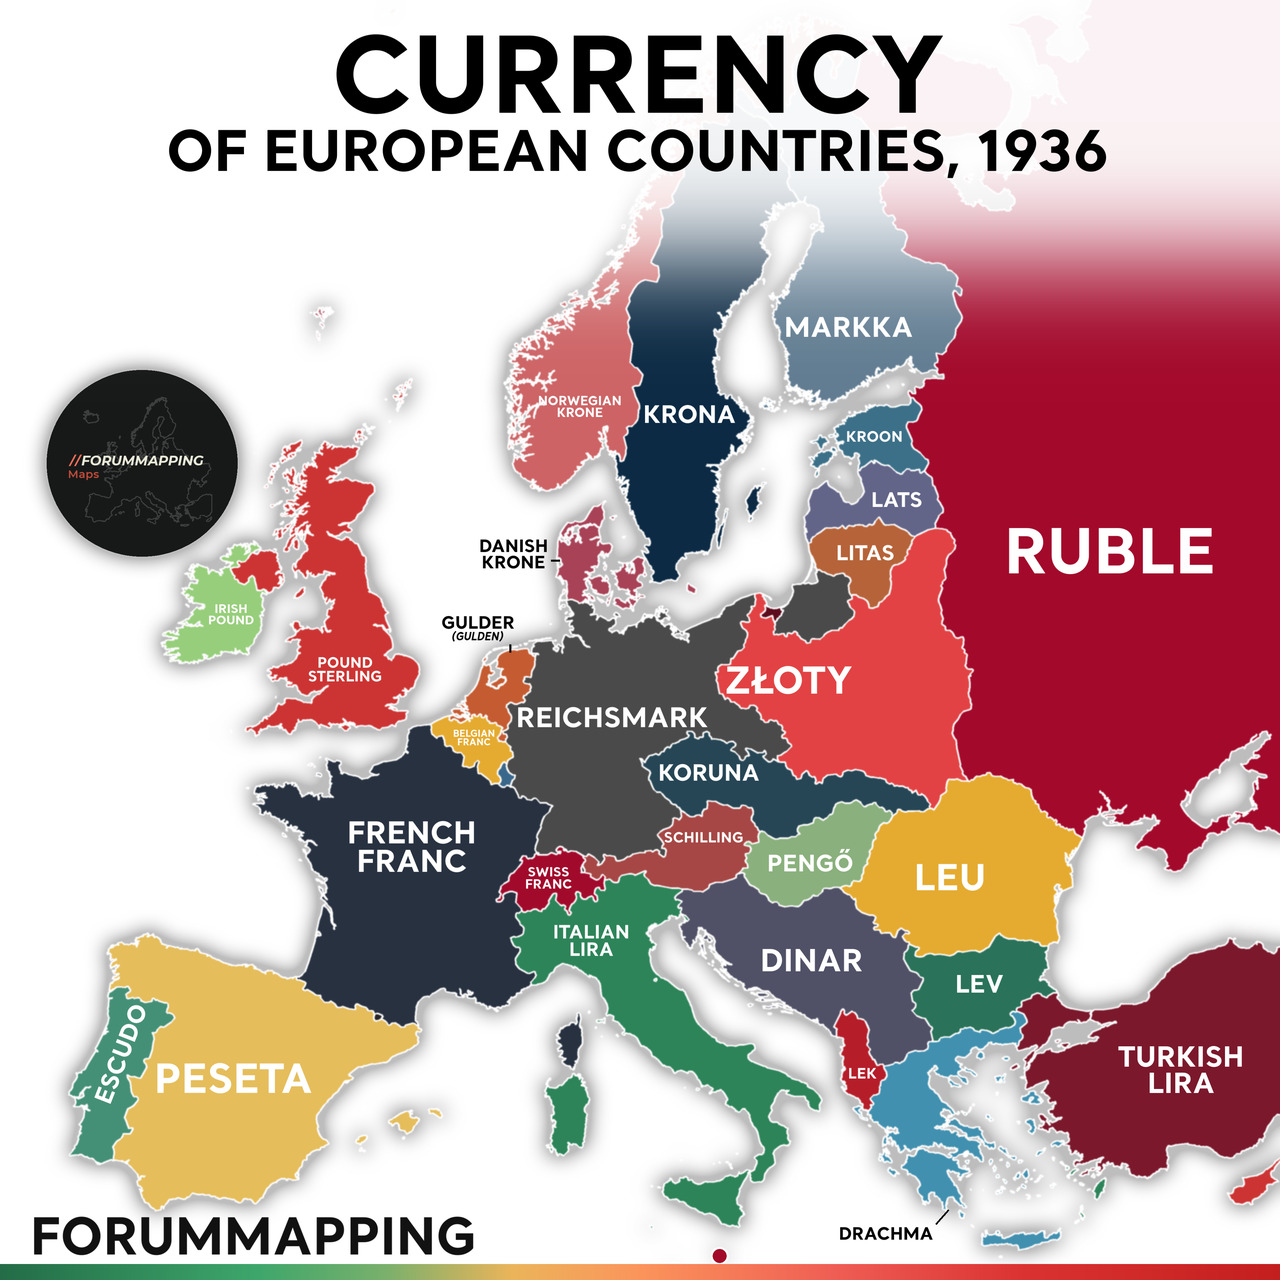 CURRENCY
OF EUROPEAN COUNTRIES, 1936
MARKKA
NORWEGIAN
KRONE
KRONA
KROON
//FORUMMAPPING
Maps
LATS
DANISH
KRONE
LITAS
RUBLE
IRISH
POUND
GULDER
(GULDEN)
POUND
STERLING
ZŁOTY
REICHSMARK
BELGIAN
FRANC
KORUNA
FRENCH
FRANC
SCHILLING
PENGŐ
SWISS
FRANC
LEU
ITALIAN
LIRA
DINAR
LEV
ESCUDO
PESETA
LEK
TURKISH
LIRA
DRACHMA
FORUMMAPPING